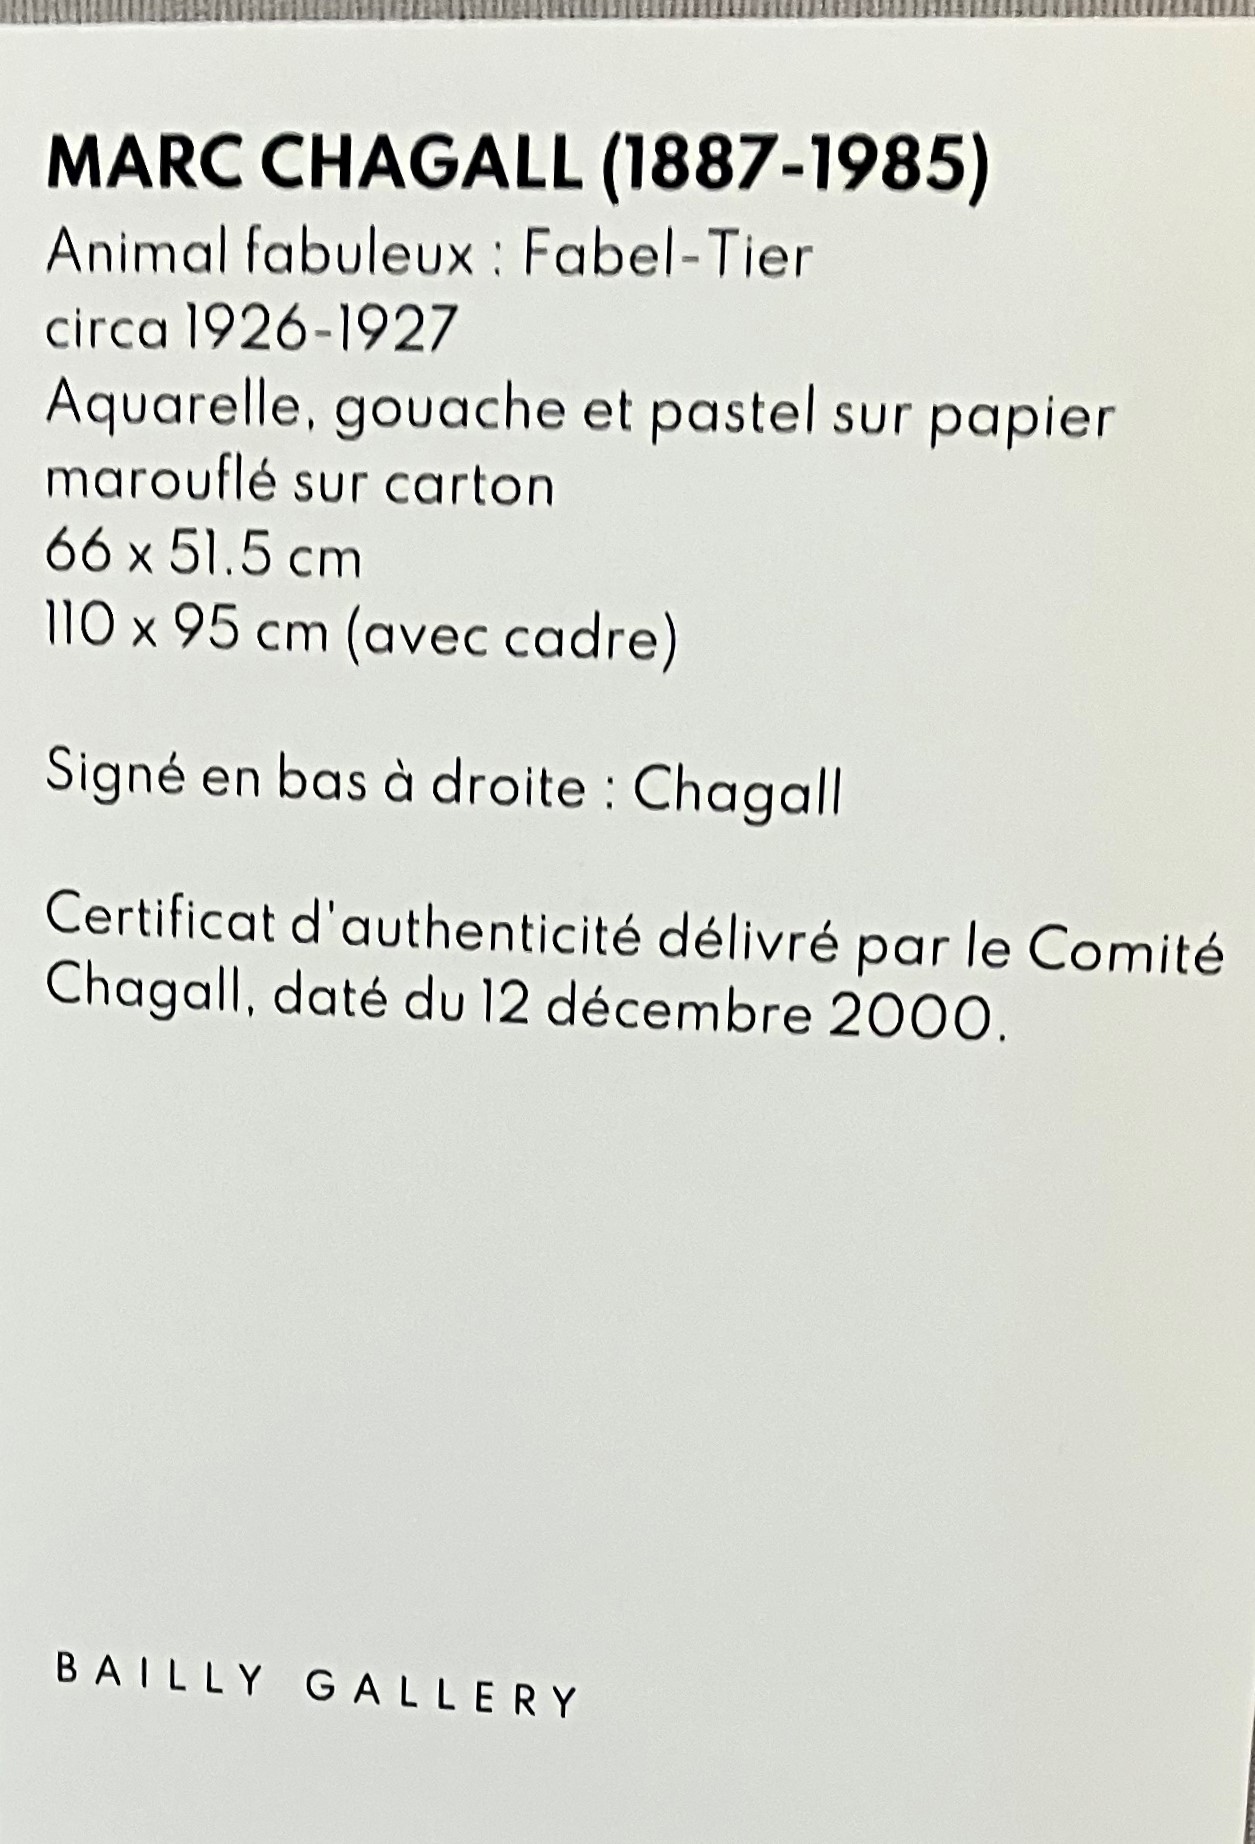 MARC CHAGALL (1887-1985)
Animal fabuleux : Fabel-Tier
circa 1926-1927
Aquarelle, gouache et pastel sur papier
marouflé sur carton
66 x 51.5 cm
110 x 95 cm (avec cadre)
Signé en bas à droite : Chagall
Certificat d'authenticité délivré par le Comité
Chagall, daté du 12 décembre 2000.
BAILLY GALLERY